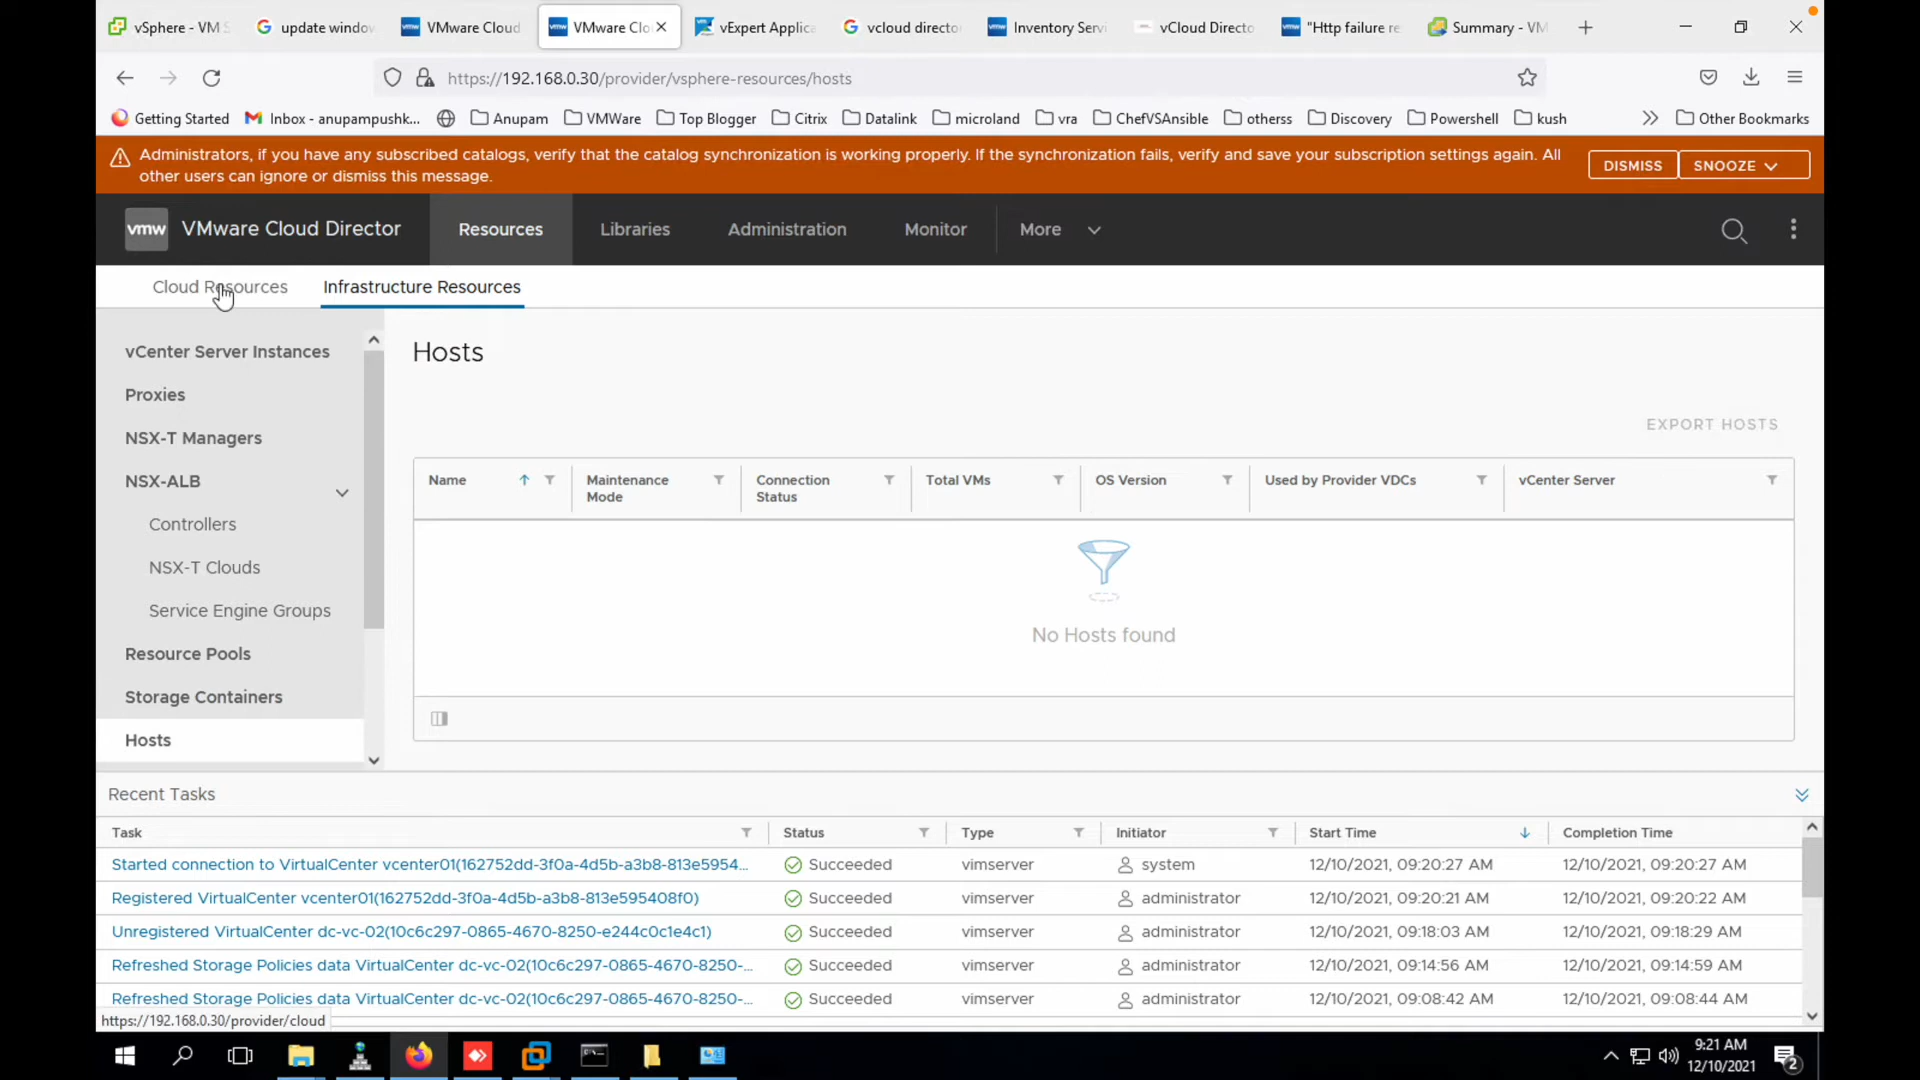 vSphere - VM S
update window
VMware Cloud
VMware Clo
vExpert Applica
vcloud director
Inventory Servi
vCloud Directo
"Http failure re
Summary - VM
https://192.168.0.30/provider/vsphere-resources/hosts
Getting Started
Inbox - anupampushk...
Anupam
VMWare
Top Blogger
Citrix
Datalink
microland
vra
ChefVSAnsible
otherss
Discovery
Powershell
kush
Other Bookmarks
Administrators, if you have any subscribed catalogs, verify that the catalog synchronization is working properly. If the synchronization fails, verify and save your subscription settings again. All
other users can ignore or dismiss this message.
DISMISS
SNOOZE
vmw VMware Cloud Director
Resources
Libraries
Administration
Monitor
More
Cloud Resources
Infrastructure Resources
vCenter Server Instances
Proxies
NSX-T Managers
NSX-ALB
Controllers
NSX-T Clouds
Service Engine Groups
Resource Pools
Storage Containers
Hosts
Hosts
EXPORT HOSTS
Name
Maintenance
Mode
Connection
Status
Total VMs
OS Version
Used by Provider VDCs
vCenter Server
No Hosts found
Recent Tasks
Task Status Type Initiator Start Time Completion Time
Started connection to VirtualCenter vcenter01(162752dd-3f0a-4d5b-a3b8-813e5954... Succeeded vimserver system 12/10/2021, 09:20:27 AM 12/10/2021, 09:20:27 AM
Registered VirtualCenter vcenter01(162752dd-3f0a-4d5b-a3b8-813e595408f0) Succeeded vimserver administrator 12/10/2021, 09:20:21 AM 12/10/2021, 09:20:22 AM
Unregistered VirtualCenter dc-vc-02(10c6c297-0865-4670-8250-e244c0c1e4c1) Succeeded vimserver administrator 12/10/2021, 09:18:03 AM 12/10/2021, 09:18:29 AM
Refreshed Storage Policies data VirtualCenter dc-vc-02(10c6c297-0865-4670-8250-... Succeeded vimserver administrator 12/10/2021, 09:14:56 AM 12/10/2021, 09:14:59 AM
Refreshed Storage Policies data VirtualCenter dc-vc-02(10c6c297-0865-4670-8250-... Succeeded vimserver administrator 12/10/2021, 09:08:42 AM 12/10/2021, 09:08:44 AM
https://192.168.0.30/provider/cloud
9:21 AM
12/10/2021
2